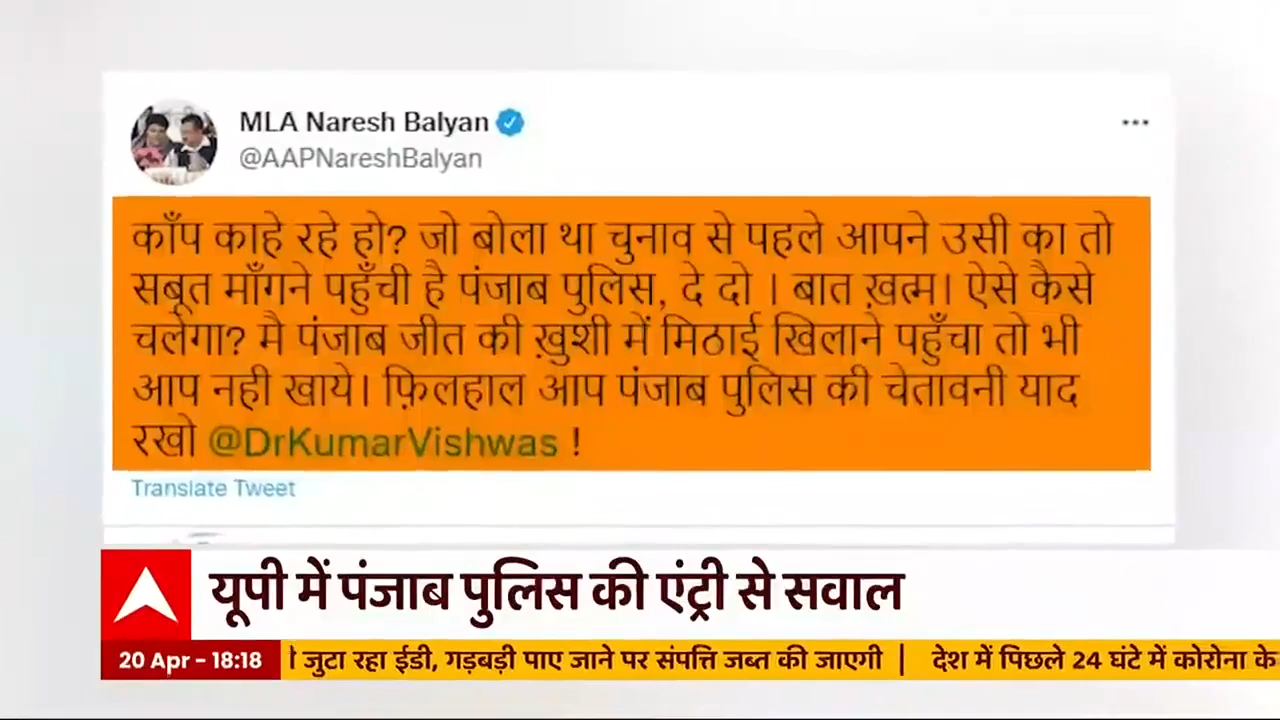 MLA Naresh Balyan
@AAPNareshBalyan
काँप काहे रहे हो? जो बोला था चुनाव से पहले आपने उसी का तो
सबूत माँगने पहुँची है पंजाब पुलिस, दे दो । बात ख़त्म। ऐसे कैसे
चलेगा? मै पंजाब जीत की ख़ुशी में मिठाई खिलाने पहुँचा तो भी
आप नही खाये। फ़िलहाल आप पंजाब पुलिस की चेतावनी याद
रखो @DrKumarVishwas !
Translate Tweet
यूपी में पंजाब पुलिस की एंट्री से सवाल
20 Apr - 18:18 जुटा रहा ईडी, गड़बड़ी पाए जाने पर संपत्ति जब्त की जाएगी | देश में पिछले 24 घंटे में कोरोना के